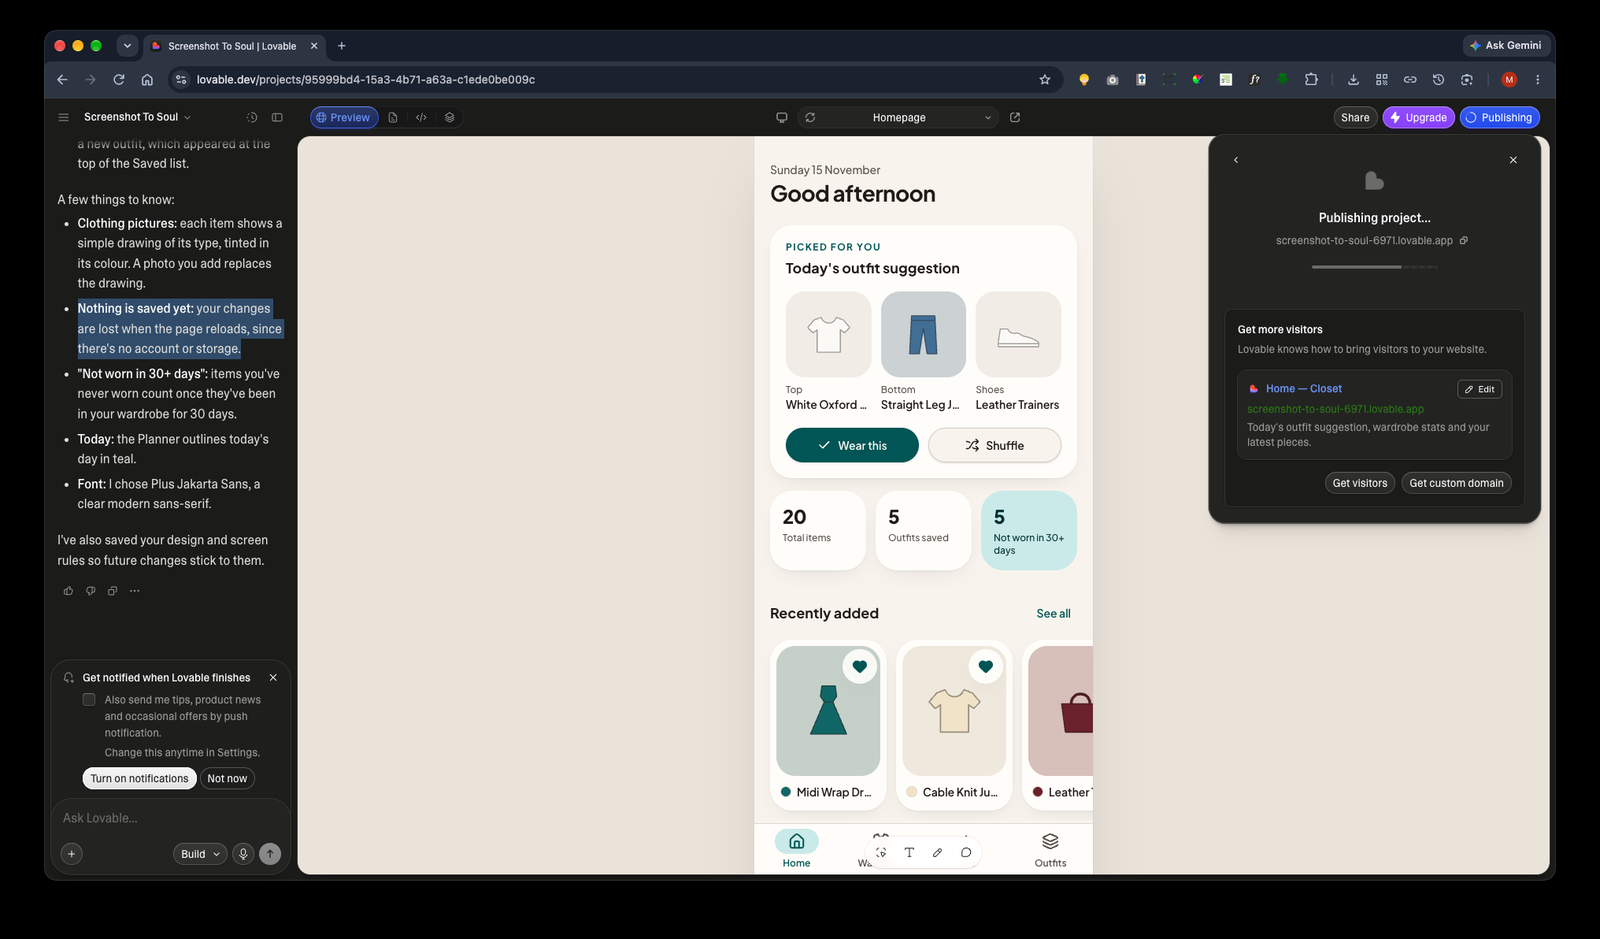 Screenshot To Soul | Lovable
Ask Gemini
lovable.dev/projects/95999bd4-15a3-4b71-a63a-c1ede0be009c
f?
M
Screenshot To Soul
Preview
Homepage
Share
Upgrade
Publishing
a new outfit, which appeared at the
top of the Saved list.
A few things to know:
Clothing pictures: each item shows a
simple drawing of its type, tinted in
its colour. A photo you add replaces
the drawing.
Nothing is saved yet: your changes
are lost when the page reloads, since
there's no account or storage.
"Not worn in 30+ days": items you've
never worn count once they've been
in your wardrobe for 30 days.
Today: the Planner outlines today's
day in teal.
Font: I chose Plus Jakarta Sans, a
clear modern sans-serif.
I've also saved your design and screen
rules so future changes stick to them.
Get notified when Lovable finishes
Also send me tips, product news
and occasional offers by push
notification.
Change this anytime in Settings.
Turn on notifications
Not now
Ask Lovable...
Build
Sunday 15 November
Good afternoon
PICKED FOR YOU
Today's outfit suggestion
Top
White Oxford ...
Bottom
Straight Leg J...
Shoes
Leather Trainers
Wear this
Shuffle
20
Total items
5
Outfits saved
5
Not worn in 30+
days
Recently added
See all
Midi Wrap Dr...
Cable Knit Ju...
Leather
Home
Wa
T
Outfits
Publishing project...
screenshot-to-soul-6971.lovable.app
Get more visitors
Lovable knows how to bring visitors to your website.
Home — Closet
Edit
screenshot-to-soul-6971.lovable.app
Today's outfit suggestion, wardrobe stats and your
latest pieces.
Get visitors
Get custom domain